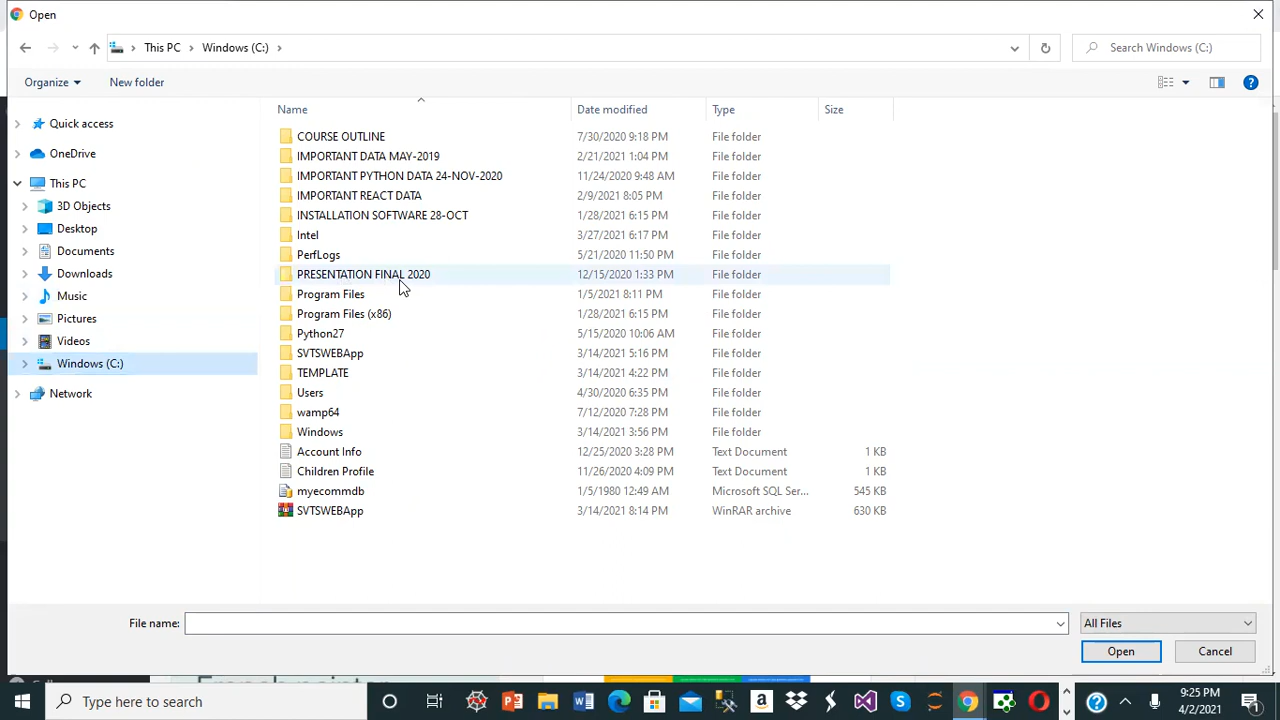 Open
This PC > Windows (C:) >
Search Windows (C:)
Organize
New folder
Name
Date modified
Type
Size
Quick access
OneDrive
This PC
3D Objects
Desktop
Documents
Downloads
Music
Pictures
Videos
Windows (C:)
Network
COURSE OUTLINE 7/30/2020 9:18 PM File folder
IMPORTANT DATA MAY-2019 2/21/2021 1:04 PM File folder
IMPORTANT PYTHON DATA 24-NOV-2020 11/24/2020 9:48 AM File folder
IMPORTANT REACT DATA 2/9/2021 8:05 PM File folder
INSTALLATION SOFTWARE 28-OCT 1/28/2021 6:15 PM File folder
Intel 3/27/2021 6:17 PM File folder
PerfLogs 5/21/2020 11:50 PM File folder
PRESENTATION FINAL 2020 12/15/2020 1:33 PM File folder
Program Files 1/5/2021 8:11 PM File folder
Program Files (x86) 1/28/2021 6:15 PM File folder
Python27 5/15/2020 10:06 AM File folder
SVTSWEBApp 3/14/2021 5:16 PM File folder
TEMPLATE 3/14/2021 4:22 PM File folder
Users 4/30/2020 6:35 PM File folder
wamp64 7/12/2020 7:28 PM File folder
Windows 3/14/2021 3:56 PM File folder
Account Info 12/25/2020 3:28 PM Text Document 1 KB
Children Profile 11/26/2020 4:09 PM Text Document 1 KB
myecommdb 1/5/1980 12:49 AM Microsoft SQL Ser... 545 KB
SVTSWEBApp 3/14/2021 8:14 PM WinRAR archive 630 KB
File name:
All Files
Open
Cancel
Type here to search
9:25 PM
4/2/2021